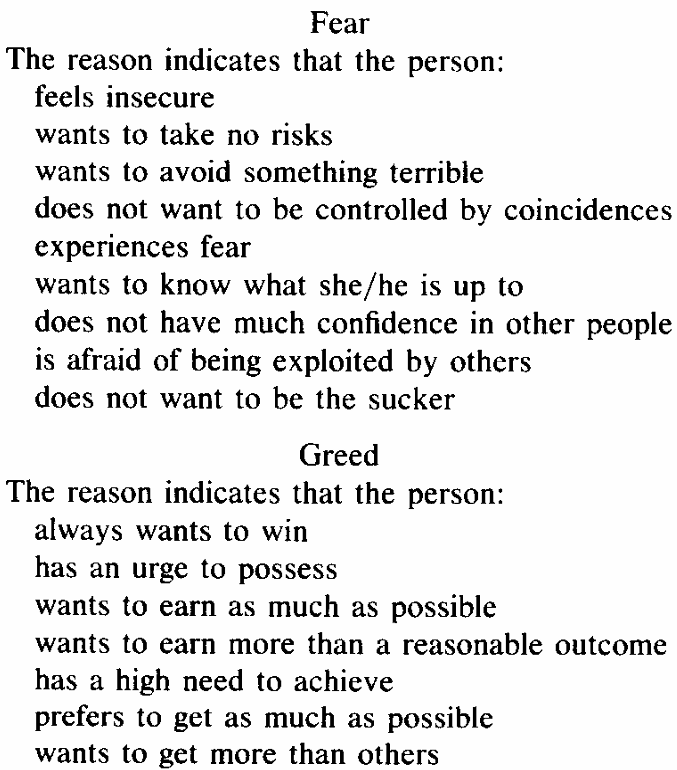 Fear
The reason indicates that the person:
feels insecure
wants to take no risks
wants to avoid something terrible
does not want to be controlled by coincidences
experiences fear
wants to know what she/he is up to
does not have much confidence in other people
is afraid of being exploited by others
does not want to be the sucker
Greed
The reason indicates that the person:
always wants to win
has an urge to possess
wants to earn as much as possible
wants to earn more than a reasonable outcome
has a high need to achieve
prefers to get as much as possible
wants to get more than others